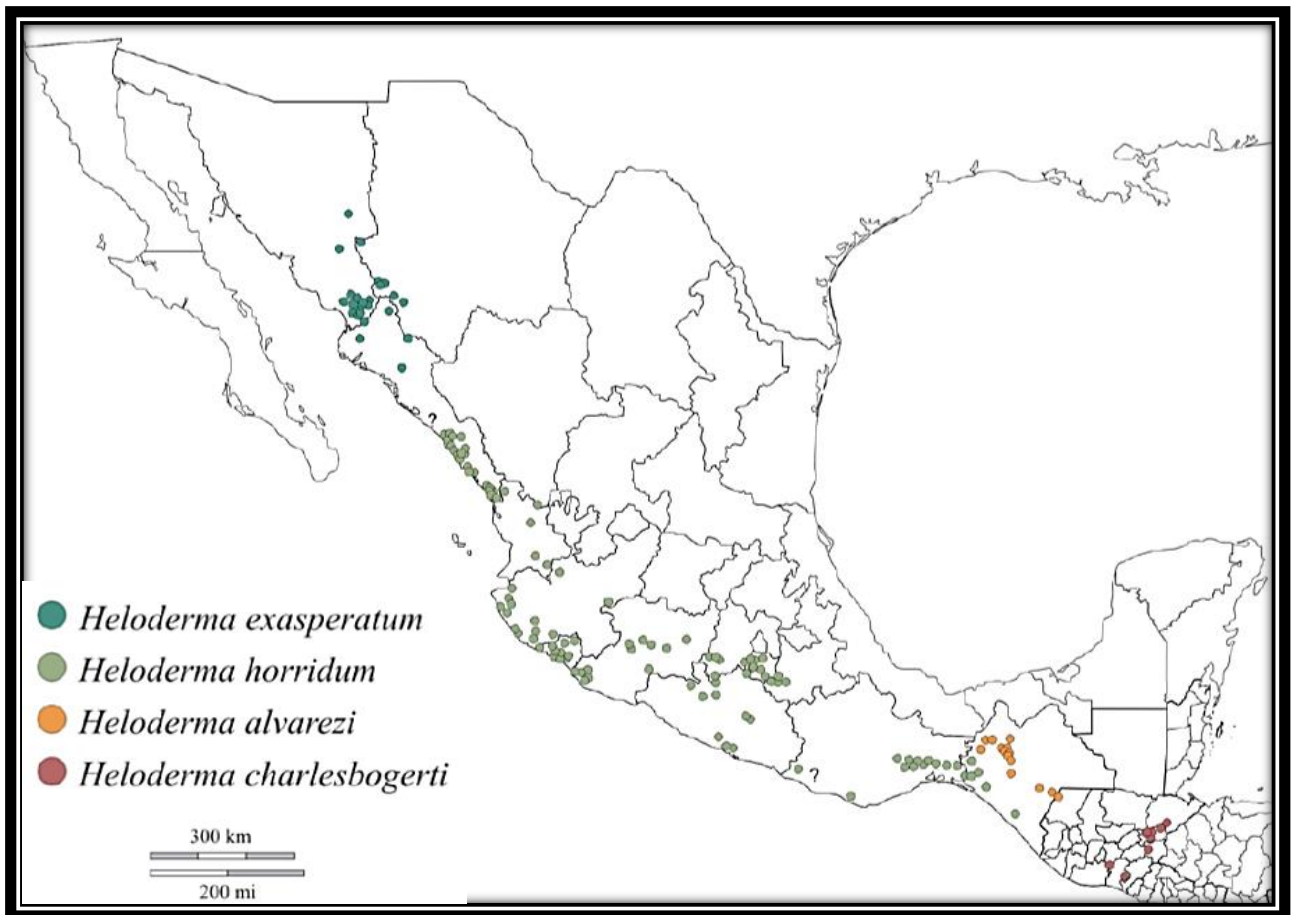 ?
Heloderma exasperatum
Heloderma horridum
Heloderma alvarezi
Heloderma charlesbogerti
?
300 km
200 mi